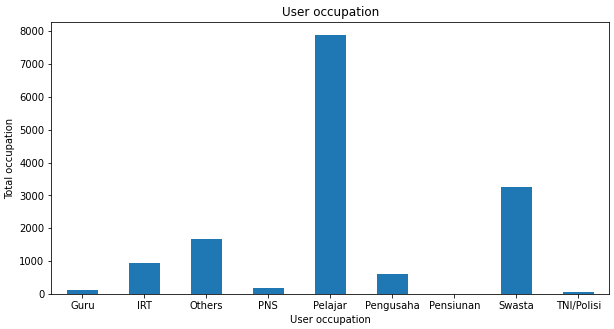 User occupation
Total occupation
8000
7000
6000
5000
4000
3000
2000
1000
0
Guru IRT Others PNS Pelajar Pengusaha Pensiunan Swasta TNI/Polisi
User occupation